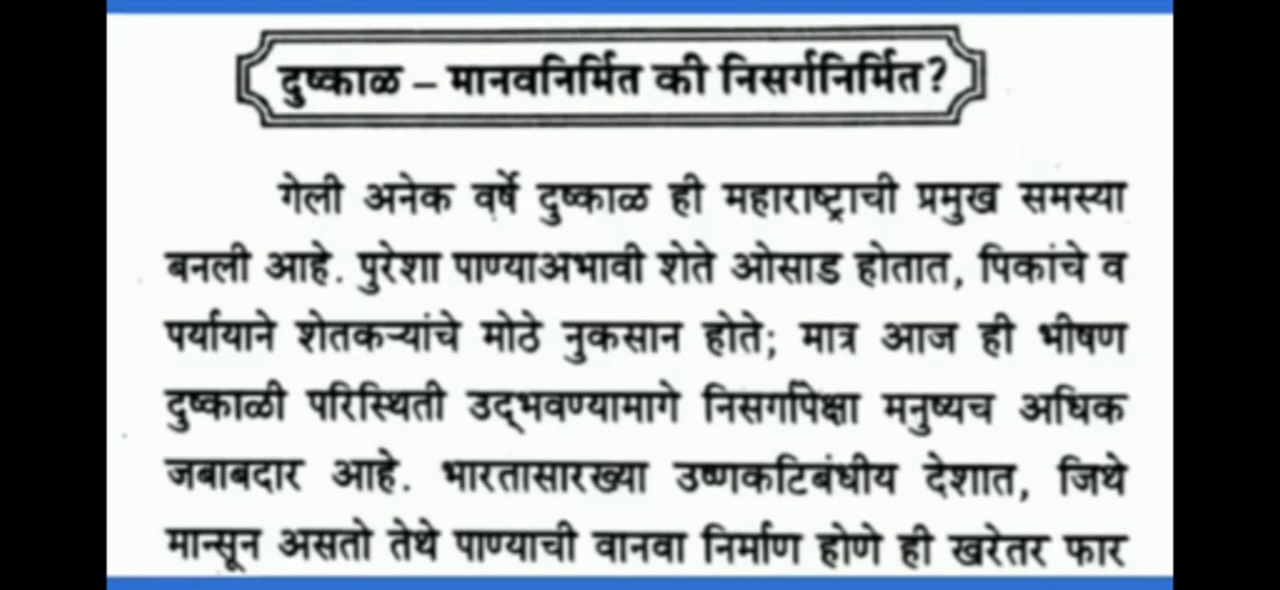 दुष्काळ – मानवनिर्मित की निसर्गनिर्मित?
गेली अनेक वर्षे दुष्काळ ही महाराष्ट्राची प्रमुख समस्या
बनली आहे. पुरेशा पाण्याअभावी शेते ओसाड होतात, पिकांचे व
पर्यायाने शेतकऱ्यांचे मोठे नुकसान होते; मात्र आज ही भीषण
दुष्काळी परिस्थिती उद्‌भवण्यामागे निसर्गापेक्षा मनुष्यच अधिक
जबाबदार आहे. भारतासारख्या उष्णकटिबंधीय देशात, जिथे
मान्सून असतो तेथे पाण्याची वानवा निर्माण होणे ही खरेतर फार